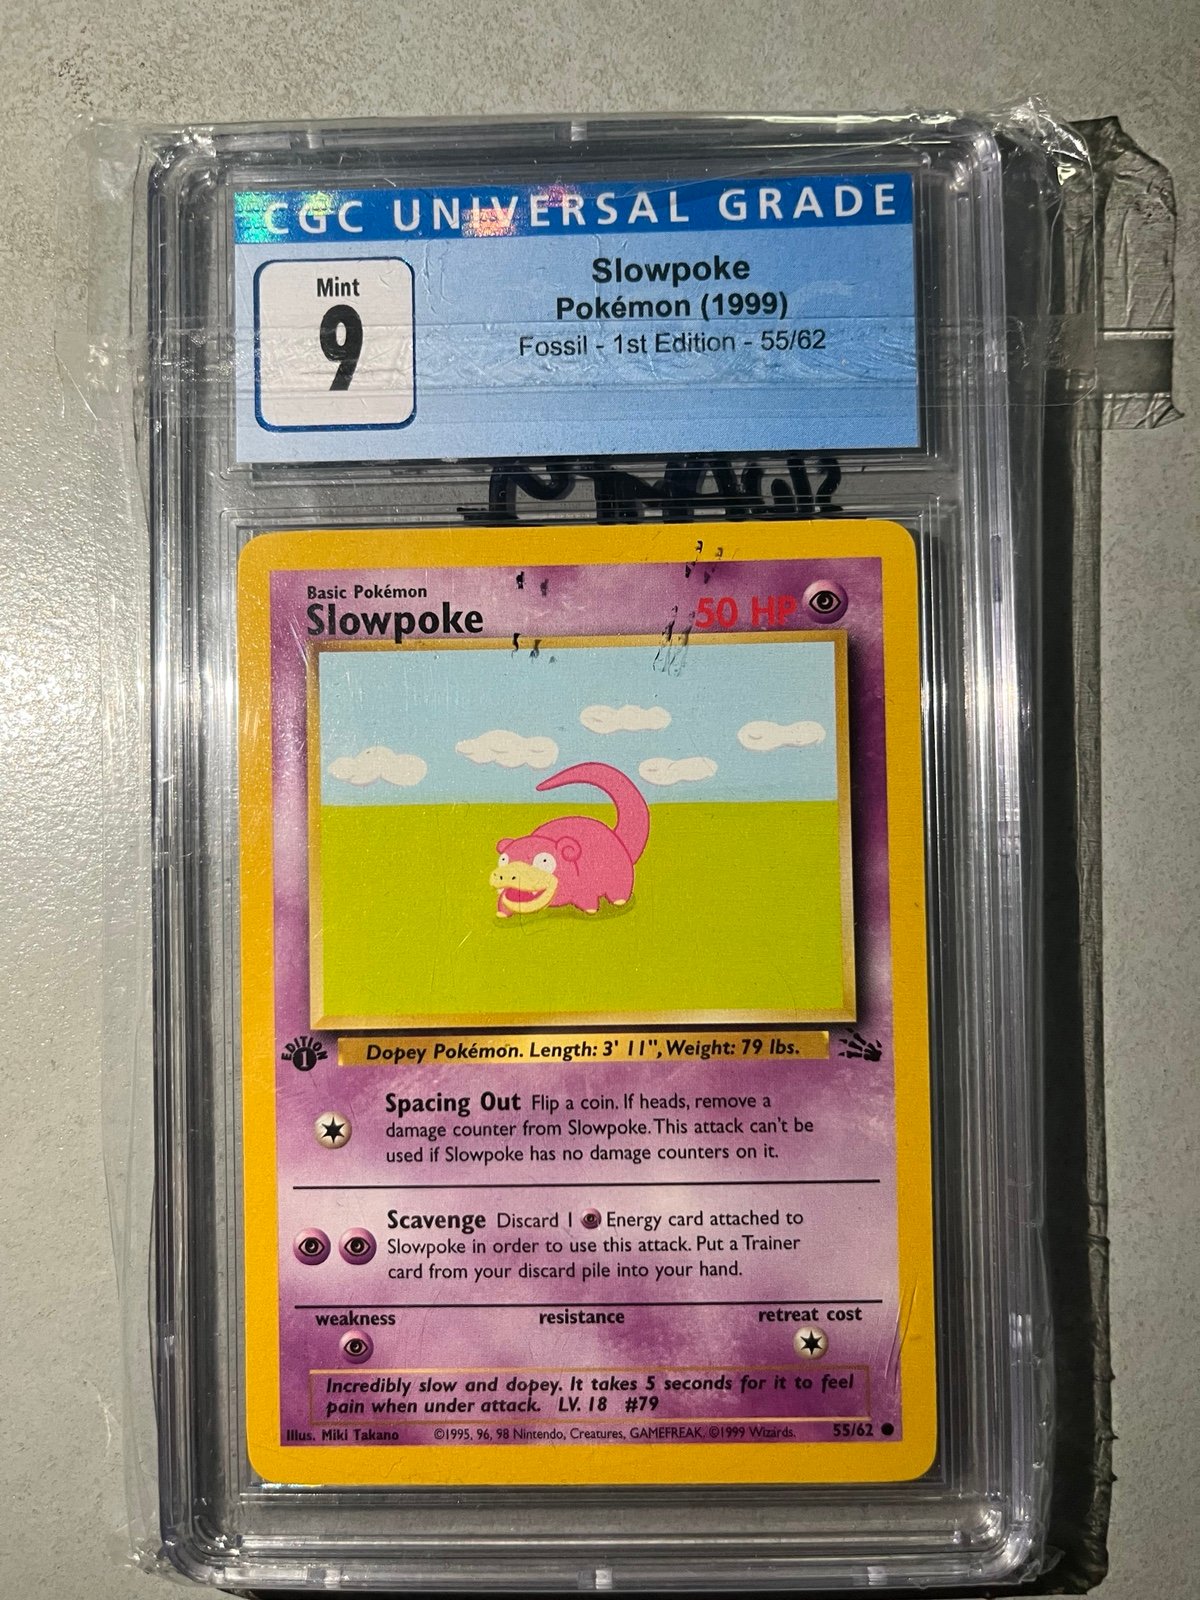 CGC UNIVERSAL GRADE
Mint
9
Slowpoke
Pokémon (1999)
Fossil - 1st Edition - 55/62
Basic Pokémon
Slowpoke
50 HP
EDITION
1
Dopey Pokémon. Length: 3' 11", Weight: 79 lbs.
Spacing Out Flip a coin. If heads, remove a
damage counter from Slowpoke. This attack can't be
used if Slowpoke has no damage counters on it.
Scavenge Discard 1 Energy card attached to
Slowpoke in order to use this attack. Put a Trainer
card from your discard pile into your hand.
weakness resistance retreat cost
Incredibly slow and dopey. It takes 5 seconds for it to feel
pain when under attack. LV. 18 #79
Illus. Miki Takano ©1995, 96, 98 Nintendo, Creatures, GAMEFREAK. ©1999 Wizards. 55/62